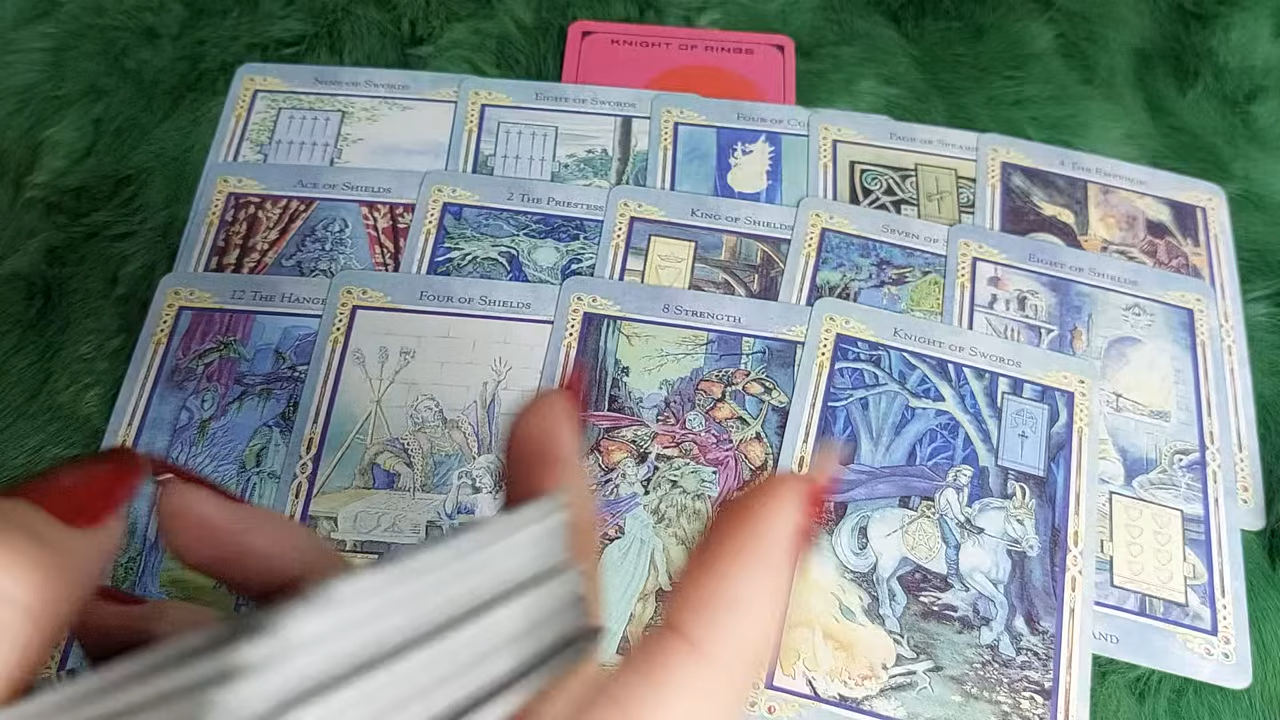 KNIGHT OF RINGS
NINE OF SWORDS
EIGHT OF SWORDS
FOUR OF CU
PAGE OF SPEARS
4 THE EMPEROR
ACE OF SHIELDS
2 THE PRIESTESS
KING OF SHIELDS
SEVEN OF
EIGHT OF SHIELDS
12 THE HANGE
FOUR OF SHIELDS
8 STRENGTH
KNIGHT OF SWORDS
AND